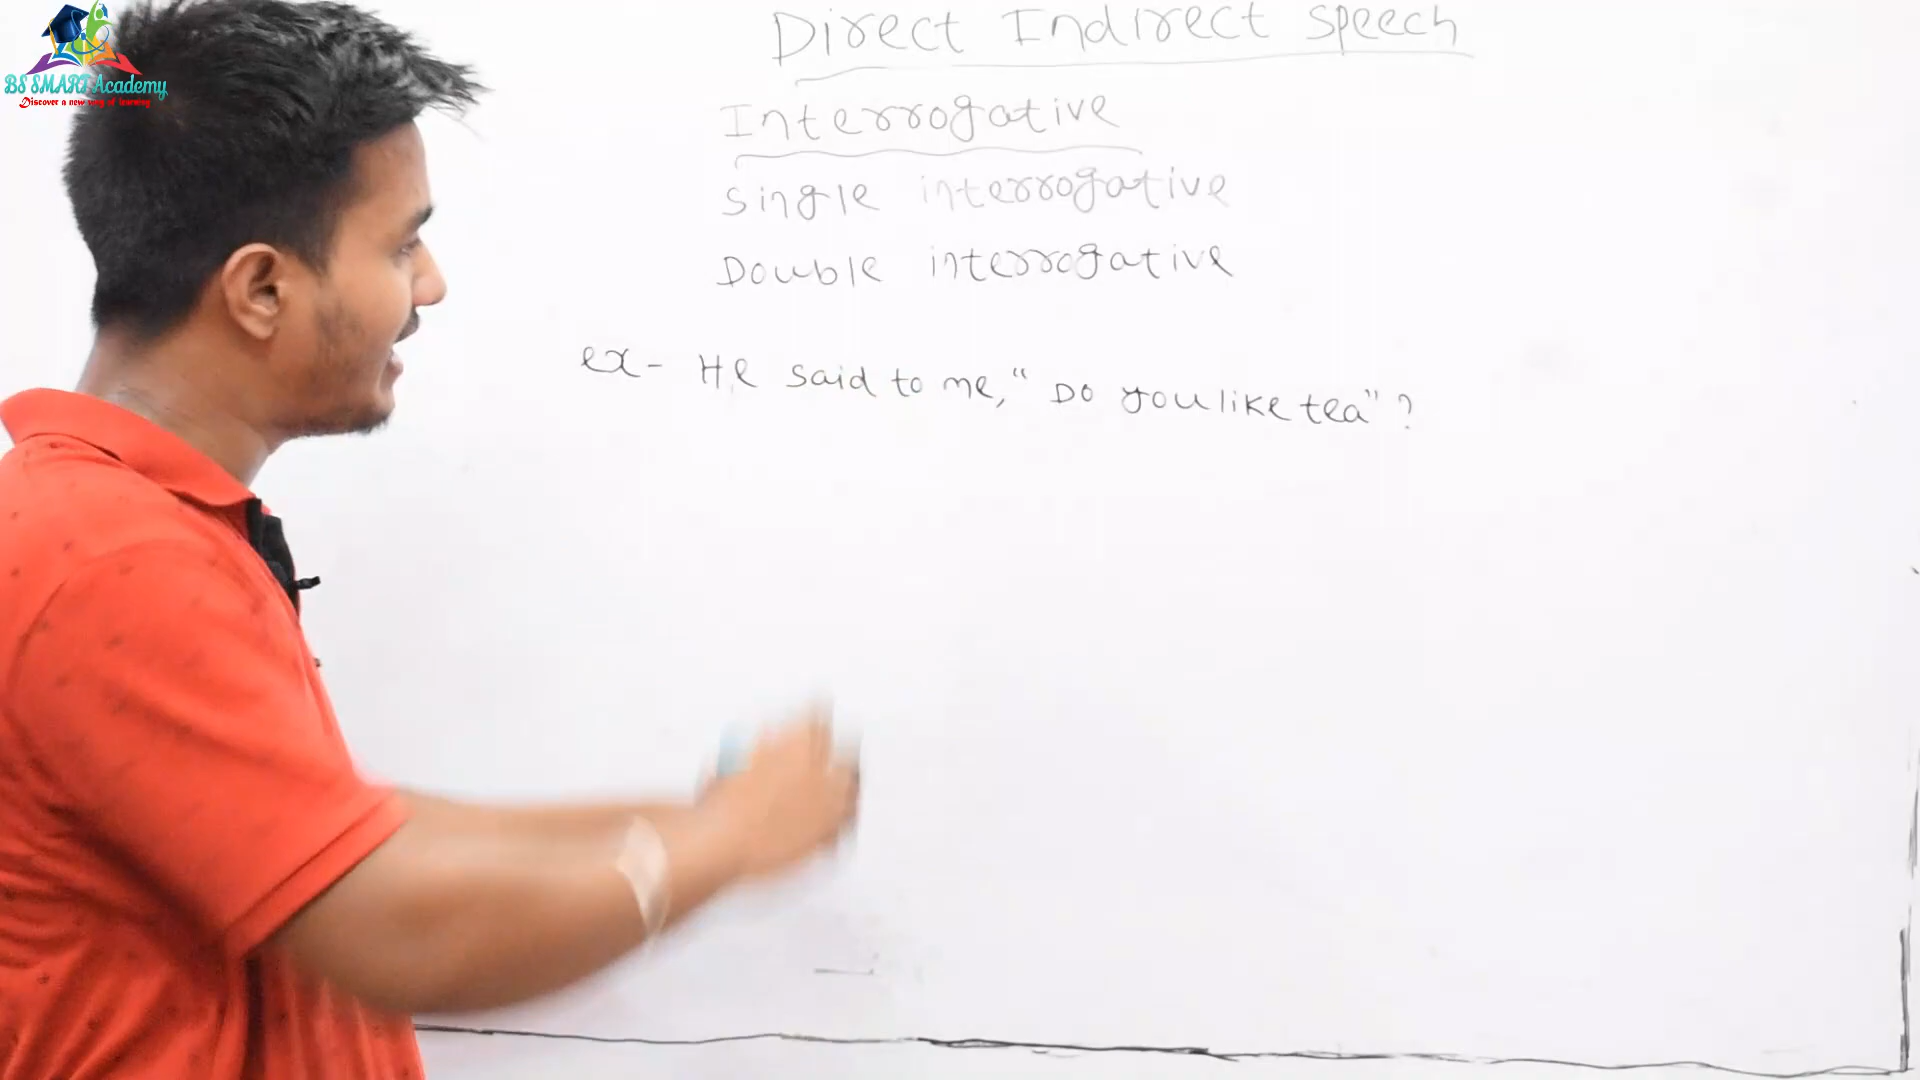 BS SMART Academy
Discover a new way of learning
Direct Indirect speech
Interrogative
Single interrogative
Double interrogative
ex- He said to me, " Do you like tea" ?